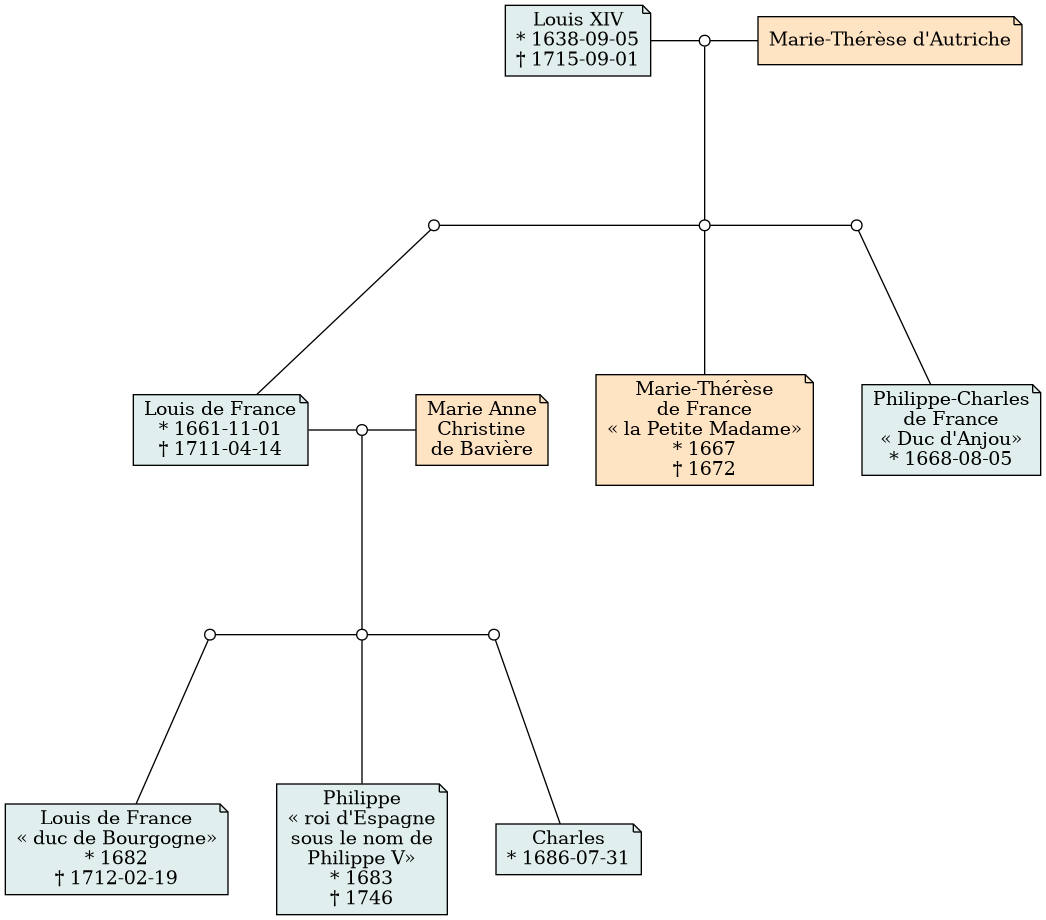 Louis XIV
* 1638-09-05
† 1715-09-01
Marie-Thérèse d'Autriche
Louis de France
* 1661-11-01
† 1711-04-14
Marie Anne
Christine
de Bavière
Marie-Thérèse
de France
« la Petite Madame»
* 1667
† 1672
Philippe-Charles
de France
« Duc d'Anjou»
* 1668-08-05
Louis de France
« duc de Bourgogne»
* 1682
† 1712-02-19
Philippe
« roi d'Espagne
sous le nom de
Philippe V»
* 1683
† 1746
Charles
* 1686-07-31